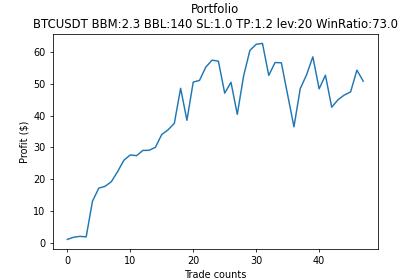 Portfolio
BTCUSDT BBM:2.3 BBL:140 SL:1.0 TP:1.2 lev:20 WinRatio:73.0
Profit ($)
60
50
40
30
20
10
0
0 10 20 30 40
Trade counts